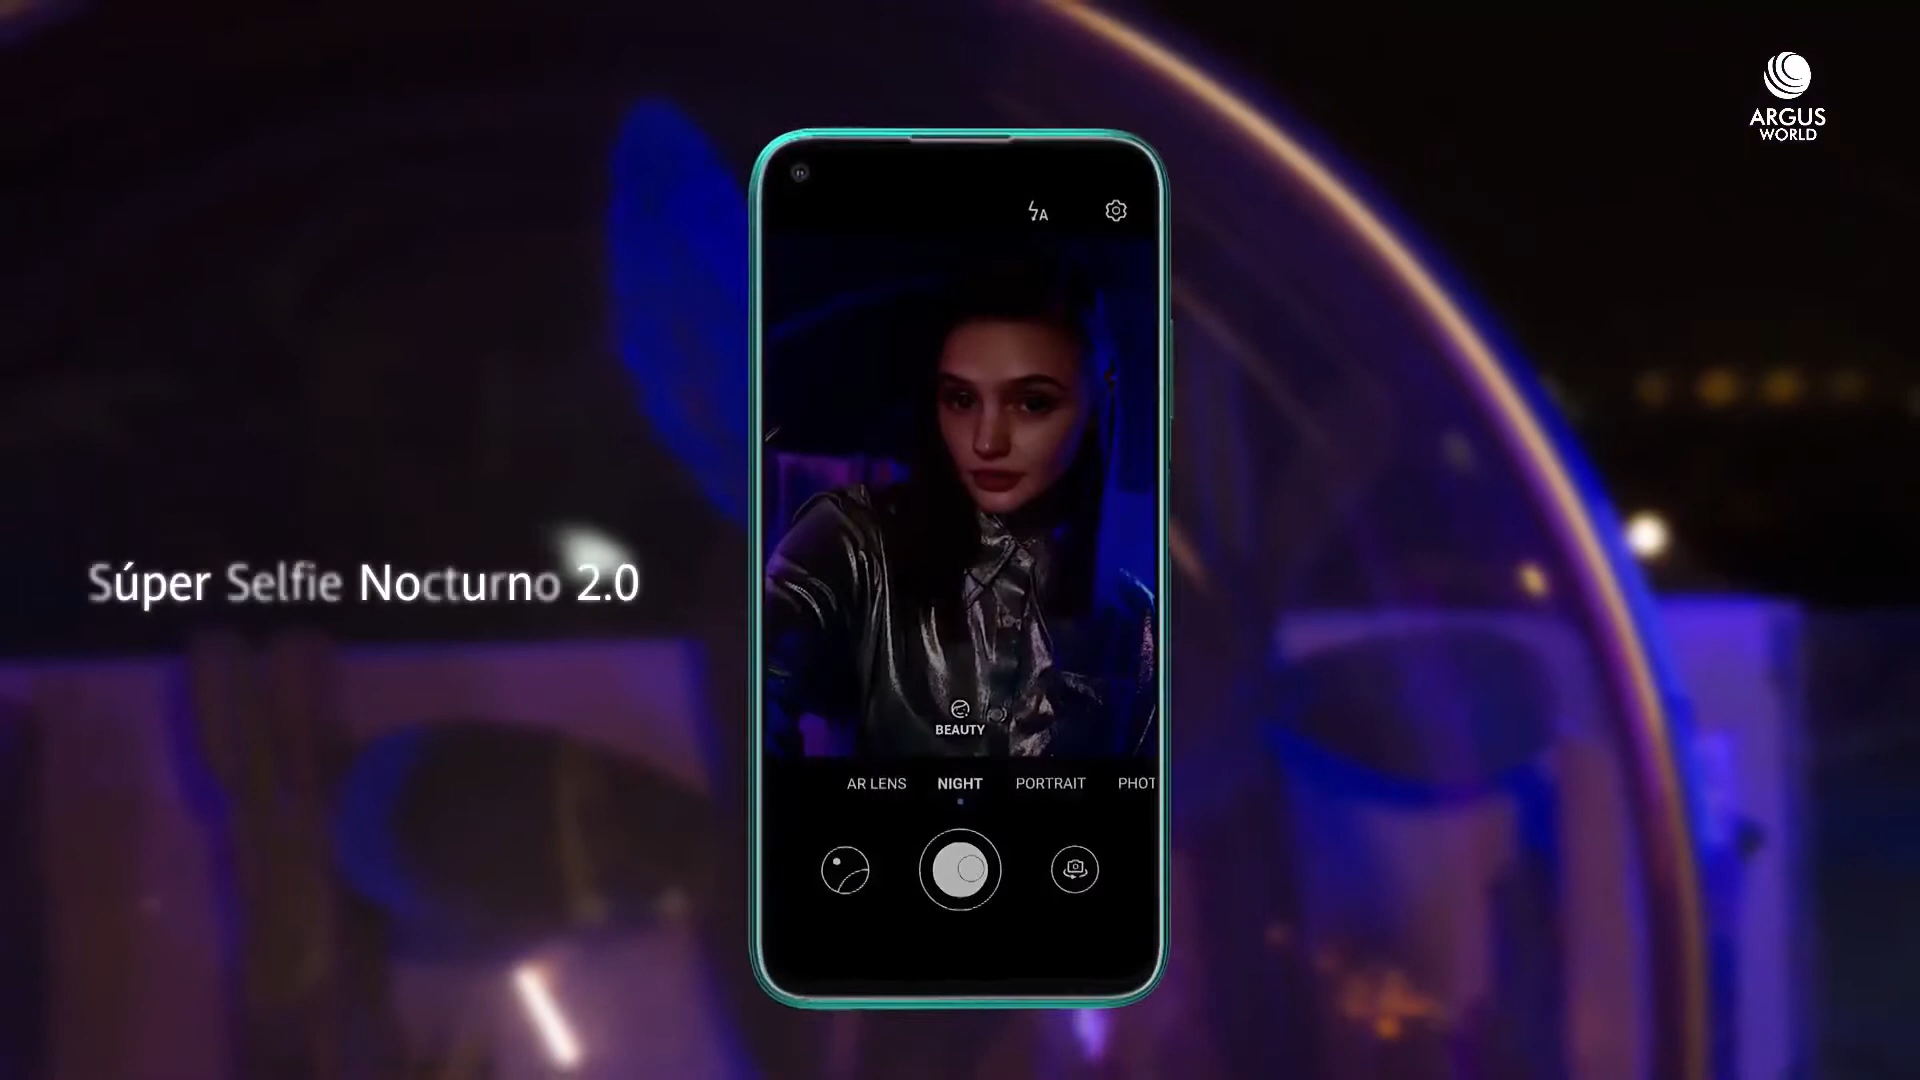 ARGUS
WORLD
A
Súper Selfie Nocturno 2.0
BEAUTY
AR LENS NIGHT PORTRAIT PHOT